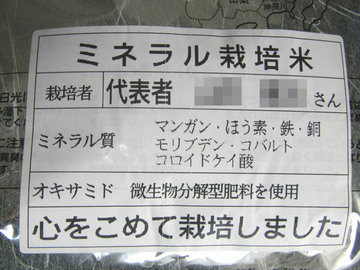 ミネラル栽培米
栽培者 代表者 さん
ミネラル質 マンガン・ほう素・鉄・銅
モリブデン・コバルト
コロイドケイ酸
オキサミド 微生物分解型肥料を使用
心をこめて栽培しました